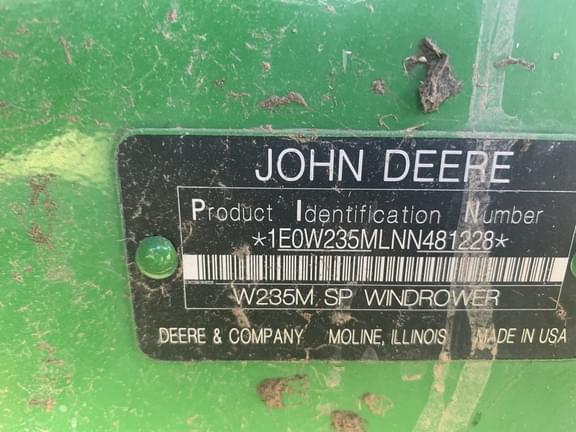 JOHN DEERE
Product Identification Number
*1E0W235MLNN481228*
W235M SP WINDROWER
DEERE & COMPANY MOLINE, ILLINOIS MADE IN USA